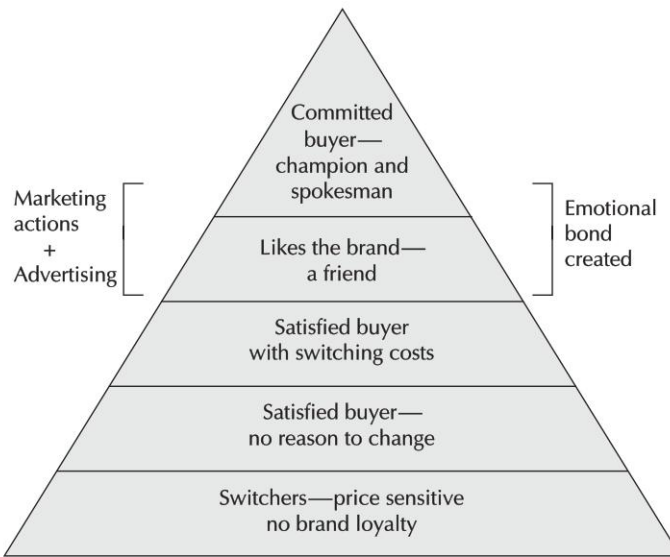 Committed
buyer—
champion and
spokesman
Marketing
actions
+
Advertising
Emotional
bond
created
Likes the brand—
a friend
Satisfied buyer
with switching costs
Satisfied buyer—
no reason to change
Switchers—price sensitive
no brand loyalty